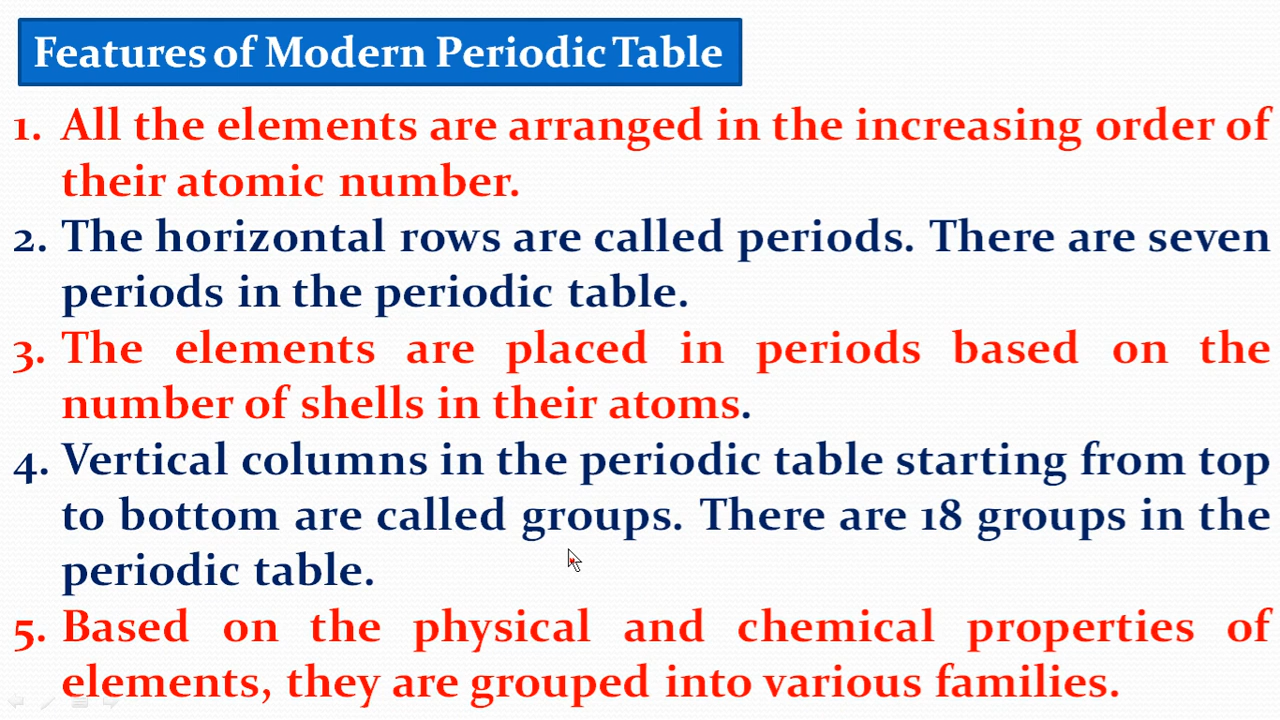 Features of Modern Periodic Table
1. All the elements are arranged in the increasing order of
their atomic number.
2. The horizontal rows are called periods. There are seven
periods in the periodic table.
3. The elements are placed in periods based on the
number of shells in their atoms.
4. Vertical columns in the periodic table starting from top
to bottom are called groups. There are 18 groups in the
periodic table.
5. Based on the physical and chemical properties of
elements, they are grouped into various families.